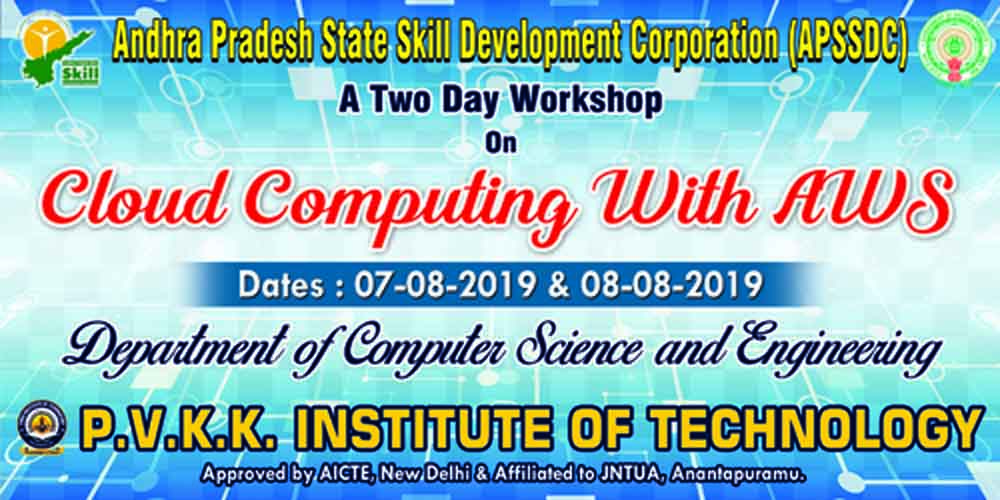 Andhra Pradesh State Skill Development Corporation (APSSDC)
Skill
A Two Day Workshop
On
Cloud Computing With AWS
Dates : 07-08-2019 & 08-08-2019
Department of Computer Science and Engineering
P.V.K.K. INSTITUTE OF TECHNOLOGY
Approved by AICTE, New Delhi & Affiliated to JNTUA, Anantapuramu.